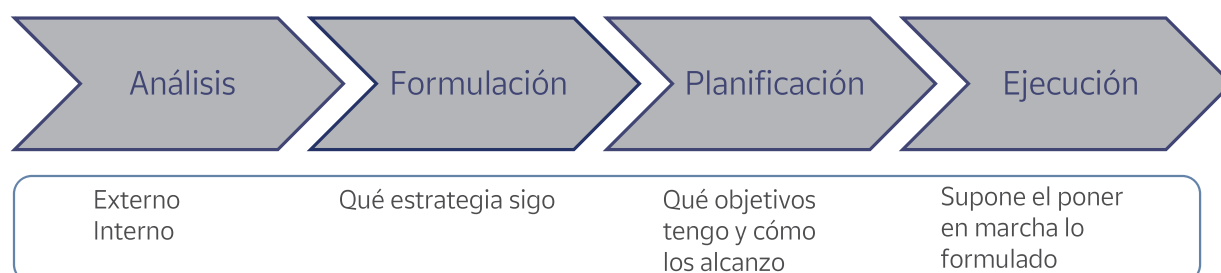 Análisis
Formulación
Planificación
Ejecución
Externo
Interno
Qué estrategia sigo
Qué objetivos
tengo y cómo
los alcanzo
Supone el poner
en marcha lo
formulado